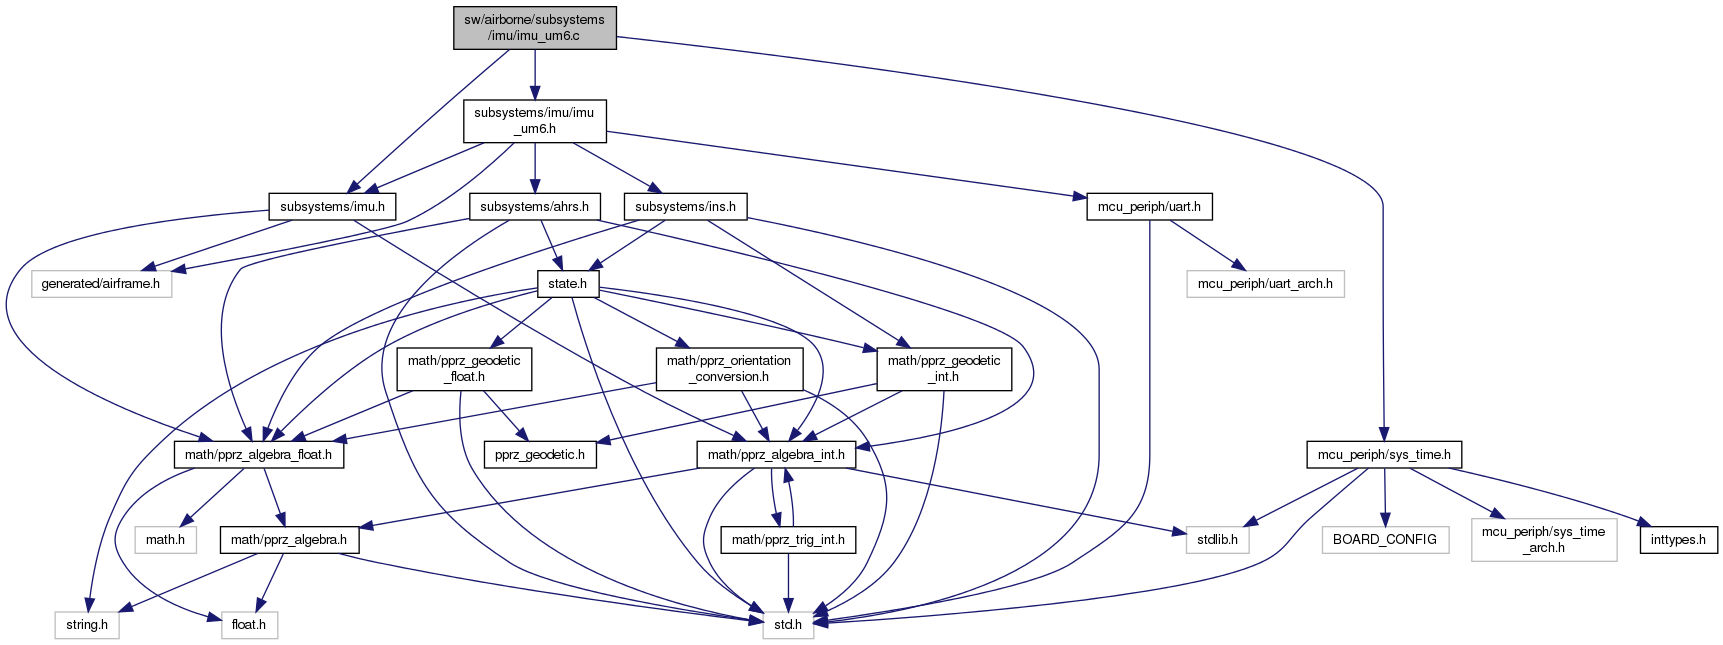 sw/airborne/subsystems
/imu/imu_um6.c
subsystems/imu/imu
_um6.h
subsystems/imu.h
subsystems/ahrs.h
subsystems/ins.h
mcu_periph/uart.h
generated/airframe.h
state.h
mcu_periph/uart_arch.h
math/pprz_geodetic
_float.h
math/pprz_orientation
_conversion.h
math/pprz_geodetic
_int.h
math/pprz_algebra_float.h
pprz_geodetic.h
math/pprz_algebra_int.h
mcu_periph/sys_time.h
math.h
math/pprz_algebra.h
math/pprz_trig_int.h
stdlib.h
BOARD_CONFIG
mcu_periph/sys_time
_arch.h
inttypes.h
string.h
float.h
std.h